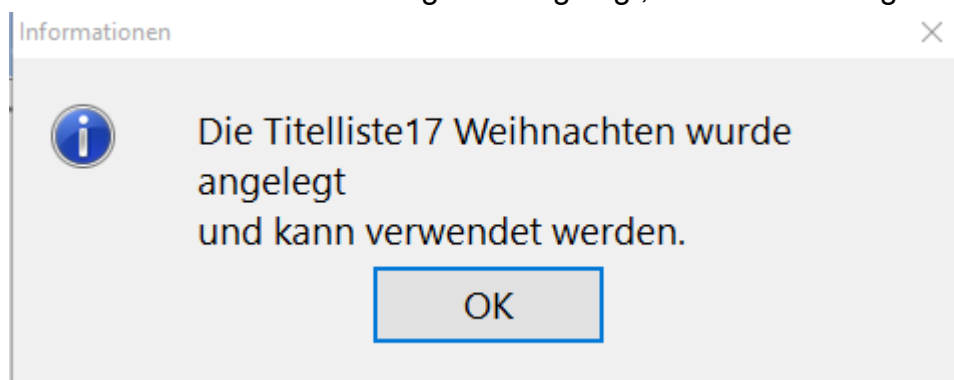 Informationen
Die Titelliste17 Weihnachten wurde
angelegt
und kann verwendet werden.
OK